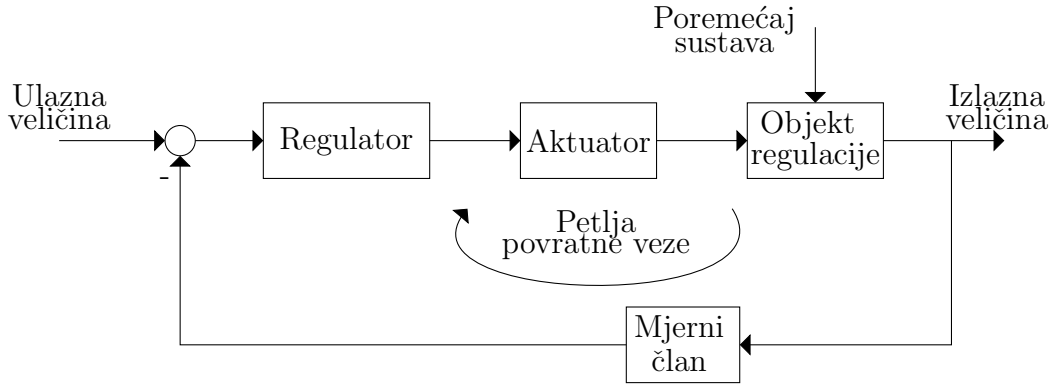 Poremećaj
sustava
Ulazna
veličina
Izlazna
veličina
Regulator
Aktuator
Objekt
regulacije
-
Petlja
povratne veze
Mjerni
član